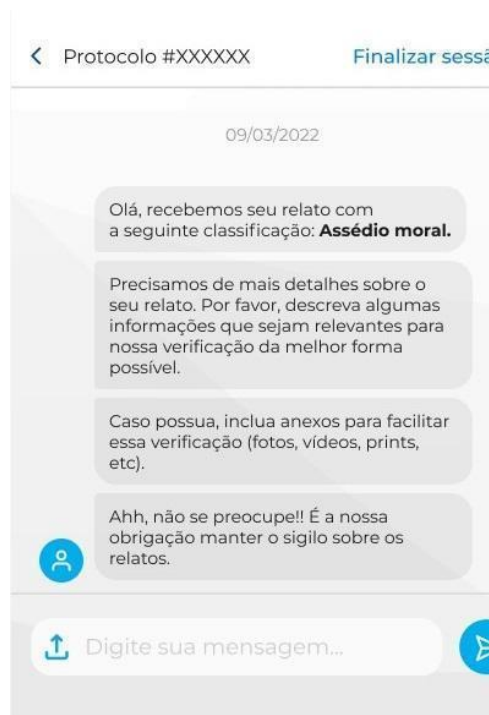 Protocolo #XXXXXX
Finalizar sessã
09/03/2022
Olá, recebemos seu relato com
a seguinte classificação: Assédio moral.
Precisamos de mais detalhes sobre o
seu relato. Por favor, descreva algumas
informações que sejam relevantes para
nossa verificação da melhor forma
possível.
Caso possua, inclua anexos para facilitar
essa verificação (fotos, vídeos, prints,
etc).
Ahh, não se preocupe!! É a nossa
obrigação manter o sigilo sobre os
relatos.
Digite sua mensagem...